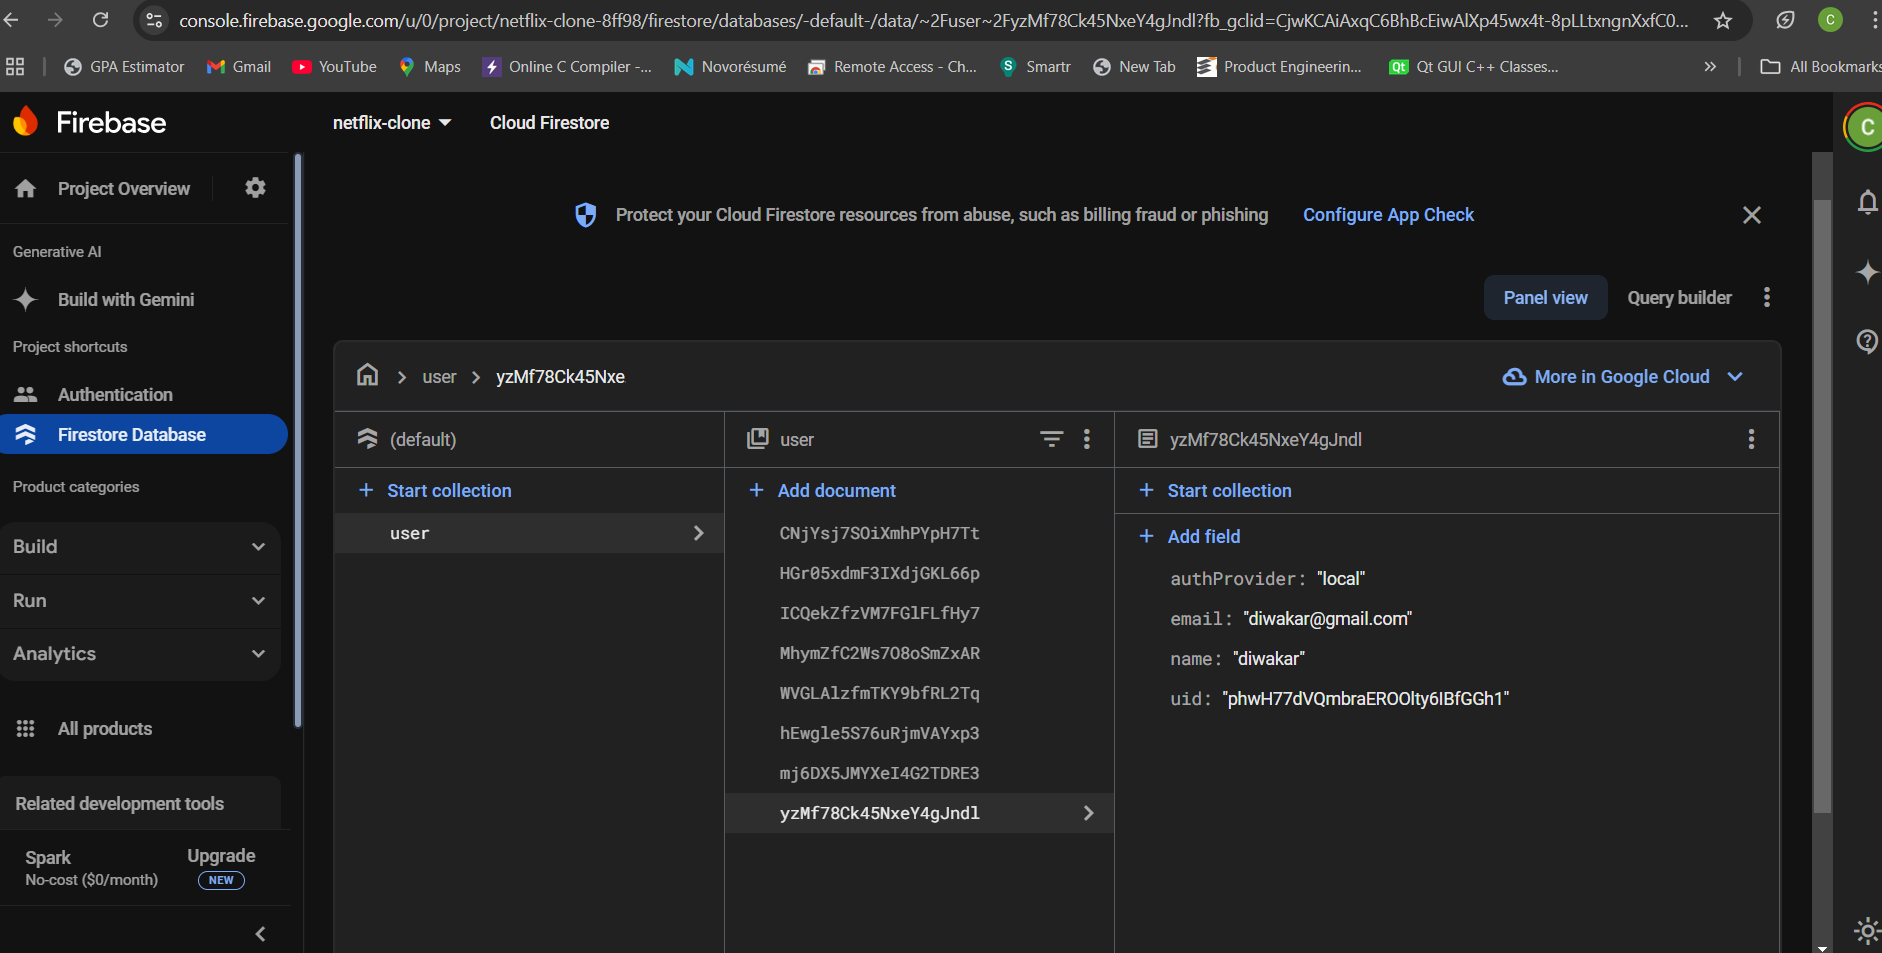 console.firebase.google.com/u/0/project/netflix-clone-8ff98/firestore/databases/-default-/data/~2Fuser~2FyzMf78Ck45NxeY4gJndl?fb_gclid=CjwKCAiAxqC6BhBcEiwAlXp45wx4t-8pLLtxngnXxfC0...
C
GPA Estimator
Gmail
YouTube
Maps
Online C Compiler -...
Novorésumé
Remote Access - Ch...
Smartr
New Tab
Product Engineerin...
Qt GUI C++ Classes...
»
All Bookmarks
Firebase
netflix-clone
Cloud Firestore
C
Project Overview
Protect your Cloud Firestore resources from abuse, such as billing fraud or phishing
Configure App Check
Generative AI
Build with Gemini
Panel view
Query builder
Project shortcuts
Authentication
Firestore Database
Product categories
Build
Run
Analytics
All products
Related development tools
Spark
No-cost ($0/month)
Upgrade
NEW
user
yzMf78Ck45Nxe
More in Google Cloud
(default)
+ Start collection
user
user
+ Add document
CNjYsj7SOiXmhPYpH7Tt
HGr05xdmF3IXdjGKL66p
ICQekZfzVM7FGlFLfHy7
MhymZfC2Ws7O8oSmZxAR
WVGLAlzfmTKY9bfRL2Tq
hEwgle5S76uRjmVAYxp3
mj6DX5JMYXeI4G2TDRE3
yzMf78Ck45NxeY4gJndl
yzMf78Ck45NxeY4gJndl
+ Start collection
+ Add field
authProvider: "local"
email: "diwakar@gmail.com"
name: "diwakar"
uid: "phwH77dVQmbraEROOlty6IBfGGh1"